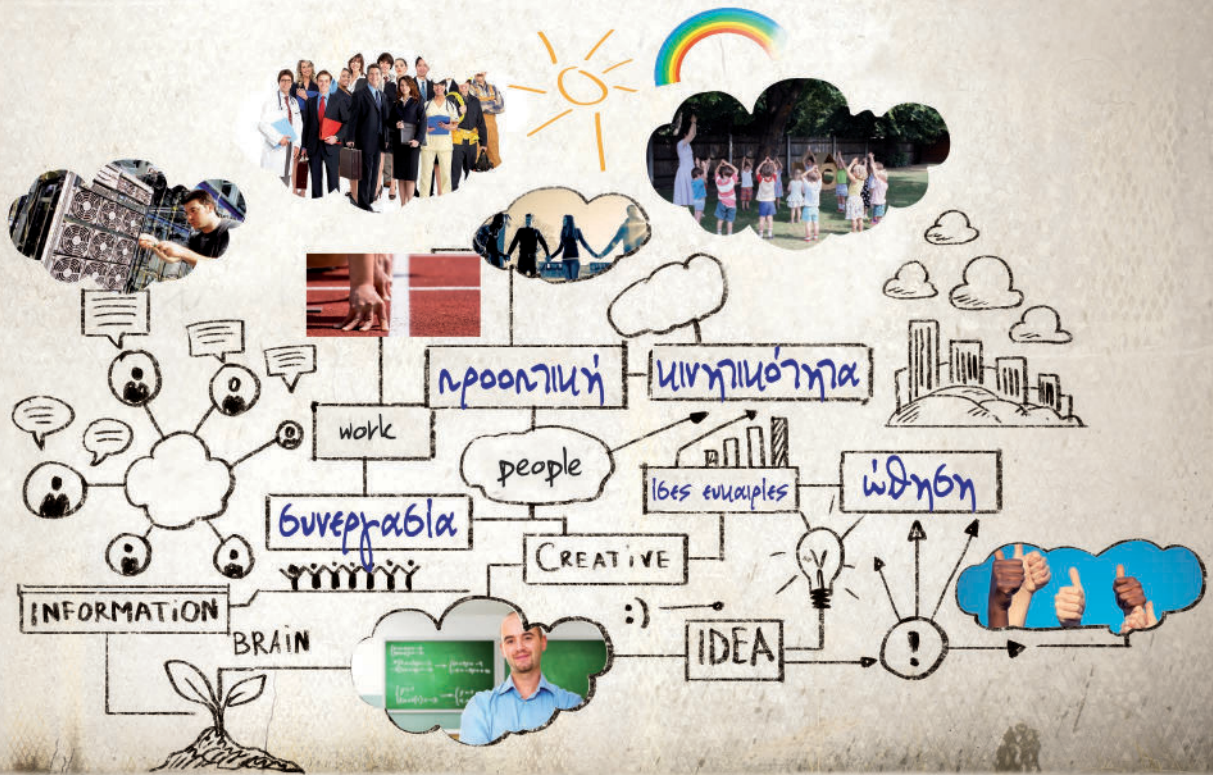 προοπτική
κινητικότητα
work
people
ίσες ευκαιρίες
ώθηση
συνεργασία
CREATIVE
INFORMATION
BRAIN
:)
IDEA
!